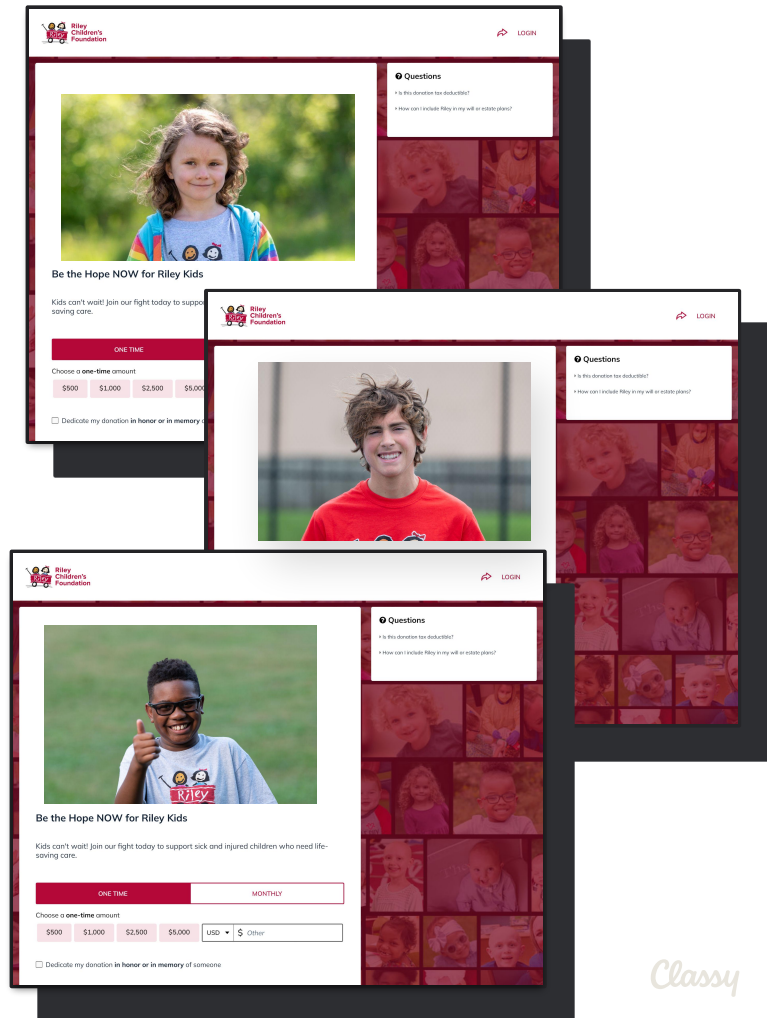 Riley
Children's
Foundation
LOGIN
Questions
Is this donation tax deductible?
How can I include Riley in my will or estate plans?
Be the Hope NOW for Riley Kids
Kids can't wait! Join our fight today to
saving care.
ONE TIME
Choose a one-time amount
$500 $1,000 $2,500 $5,000
Dedicate my donation in honor or in memory
Riley
Children's
Foundation
LOGIN
Questions
Is this donation tax deductible?
How can I include Riley in my will or estate plans?
Riley
Children's
Foundation
LOGIN
Questions
Is this donation tax deductible?
How can I include Riley in my will or estate plans?
Riley
Be the Hope NOW for Riley Kids
Kids can't wait! Join our fight today to support sick and injured children who need life-
saving care.
ONE TIME MONTHLY
Choose a one-time amount
$500 $1,000 $2,500 $5,000 USD $ Other
Dedicate my donation in honor or in memory of someone
Classy